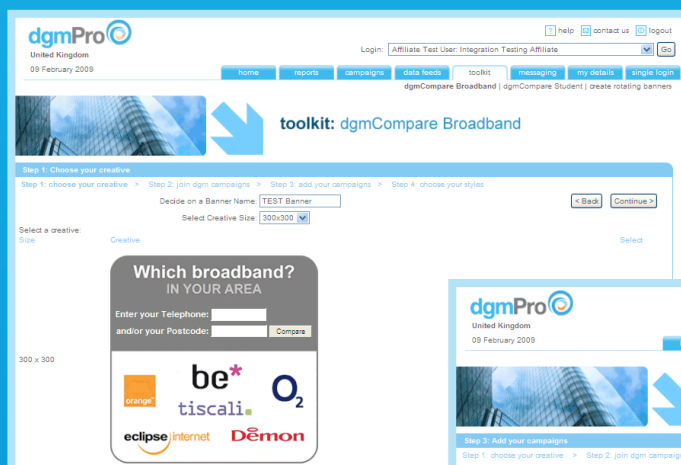 dgmPro
? help contact us logout
United Kingdom
Login: Affiliate Test User: Integration Testing Affiliate Go
09 February 2009
home reports campaigns data feeds toolkit messaging my details single login
dgmCompare Broadband | dgmCompare Student | create rotating banners
toolkit: dgmCompare Broadband
Step 1: Choose your creative
Step 1: choose your creative > Step 2: join dgm campaigns > Step 3: add your campaigns > Step 4: choose your styles
Decide on a Banner Name: TEST Banner < Back Continue >
Select Creative Size: 300x300
Select a creative:
Size Creative Select
Which broadband?
IN YOUR AREA
Enter your Telephone:
and/or your Postcode: Compare
300 x 300
orange
be*
O2
tiscali.
eclipse internet Demon
dgmPro
United Kingdom
09 February 2009
Step 3: Add your campaigns
Step 1: choose your creative > Step 2: join dgm campaig